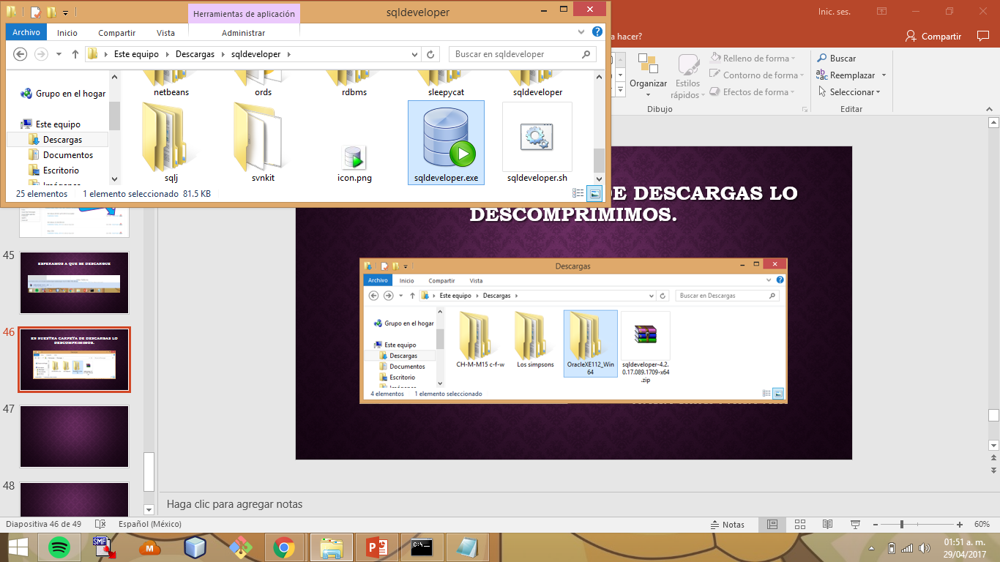 Herramientas de aplicación
sqldeveloper
Archivo
Inicio
Compartir
Vista
Administrar
Este equipo
Descargas
sqldeveloper
Buscar en sqldeveloper
Grupo en el hogar
Este equipo
Descargas
Documentos
Escritorio
netbeans
ords
rdbms
sleepycat
sqldeveloper
sqlj
svnkit
icon.png
sqldeveloper.exe
sqldeveloper.sh
25 elementos
1 elemento seleccionado 81.5 KB
Inic. ses.
a hacer?
Compartir
Organizar
Estilos
rápidos
Relleno de forma
Contorno de forma
Efectos de forma
Dibujo
Buscar
Reemplazar
Seleccionar
Editar
45
ESPERAMOS A QUE SE DESCARGUE
46
EN NUESTRA CARPETA DE DESCARGAS LO
DESCOMPRIMIMOS.
47
48
DE DESCARGAS LO
DESCOMPRIMIMOS.
Descargas
Archivo
Inicio
Compartir
Vista
Este equipo
Descargas
Buscar en Descargas
Grupo en el hogar
Este equipo
Descargas
Documentos
Escritorio
CH-M-M15 c-f-w
Los simpsons
OracleXE112_Win
64
sqldeveloper-4.2.
0.17.089.1709-x64
.zip
4 elementos
1 elemento seleccionado
Haga clic para agregar notas
Diapositiva 46 de 49
Español (México)
Notas
60%
SMF
01:51 a. m.
29/04/2017